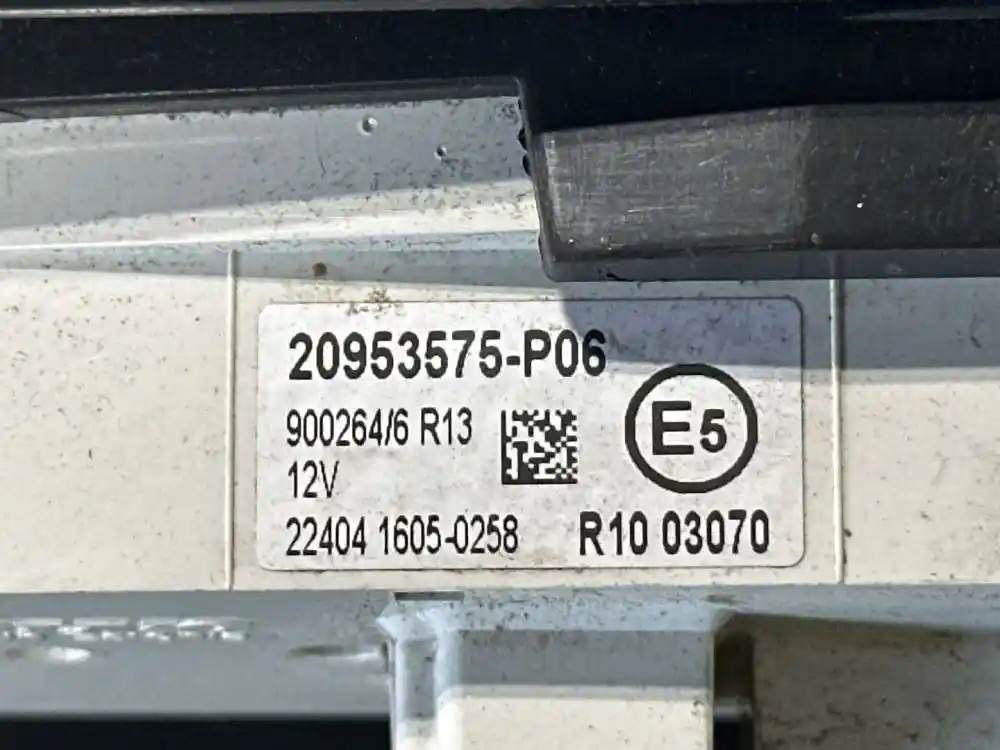 20953575-P06
900264/6 R13
12V
E5
22404 1605-0258
R10 03070